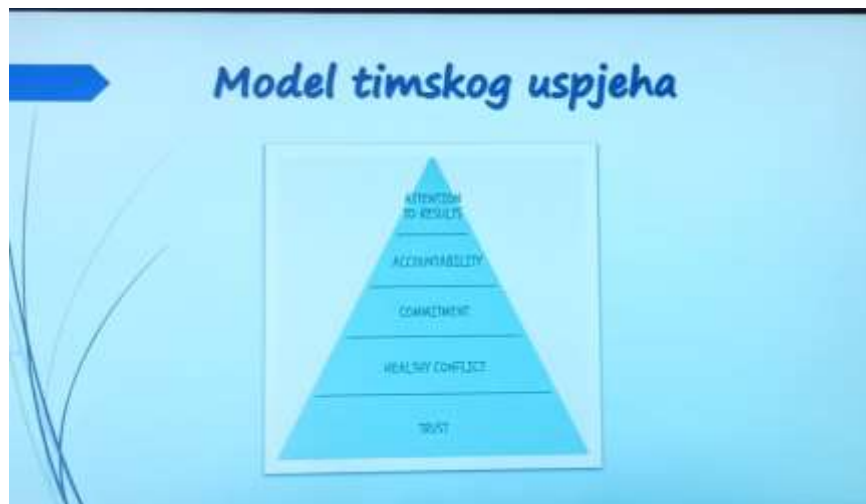 Model timskog uspjeha
ATTENTION
TO RESULTS
ACCOUNTABILITY
COMMITMENT
HEALTHY CONFLICT
TRUST